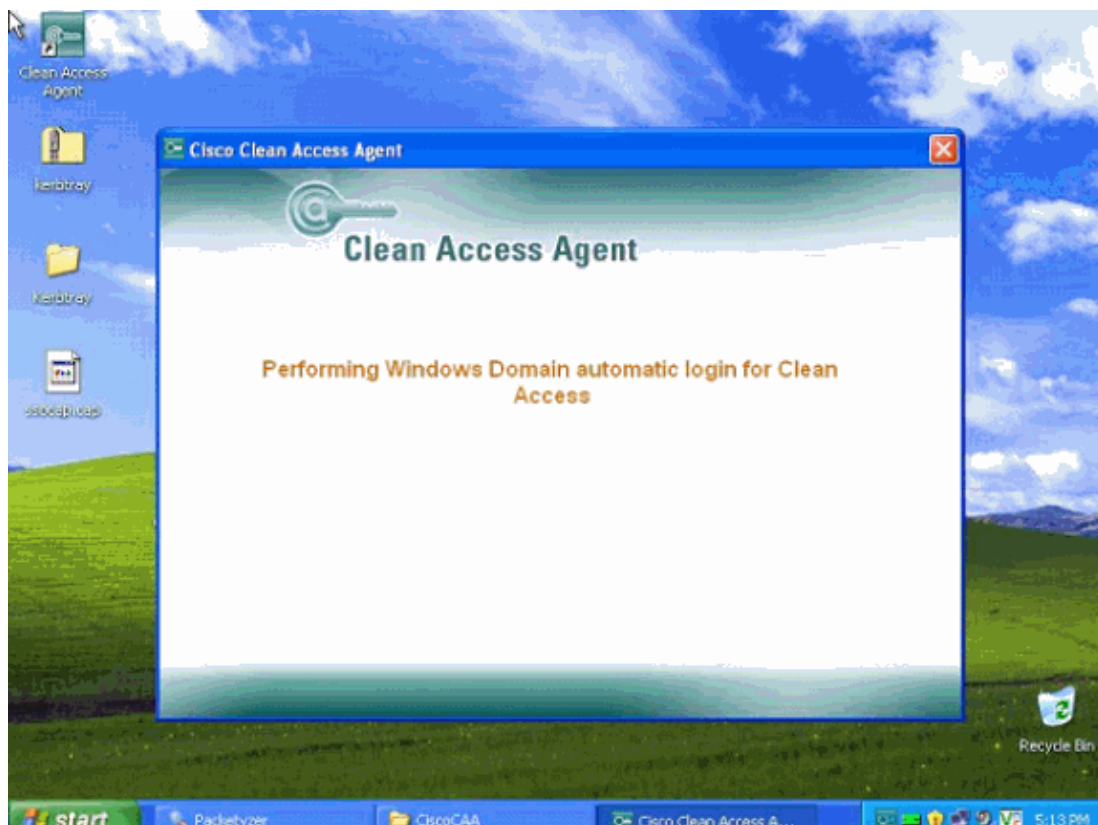 Clean Access
Agent
kerbtray
Kerbtray
Cisco Clean Access Agent
Clean Access Agent
Performing Windows Domain automatic login for Clean
Access
Recycle Bin
start
Packetyzer
CiscoCAA
Cisco Clean Access A...
5:13 PM